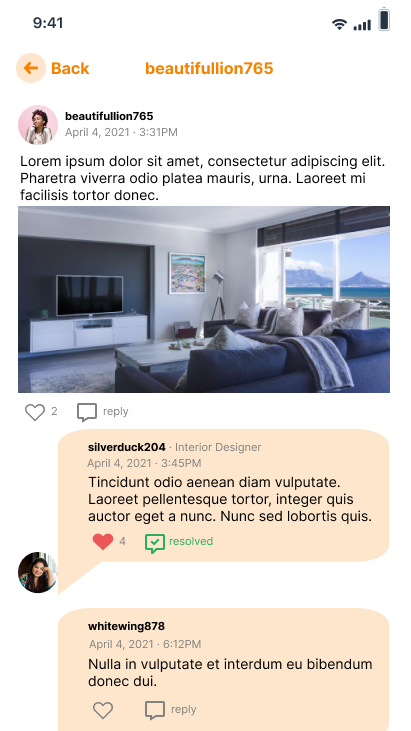 9:41
Back
beautifullion765
beautifullion765
April 4, 2021 · 3:31PM
Lorem ipsum dolor sit amet, consectetur adipiscing elit.
Pharetra viverra odio platea mauris, urna. Laoreet mi
facilisis tortor donec.
2 reply
silverduck204 · Interior Designer
April 4, 2021 · 3:45PM
Tincidunt odio aenean diam vulputate.
Laoreet pellentesque tortor, integer quis
auctor eget a nunc. Nunc sed lobortis quis.
4 resolved
whitewing878
April 4, 2021 · 6:12PM
Nulla in vulputate et interdum eu bibendum
donec dui.
reply